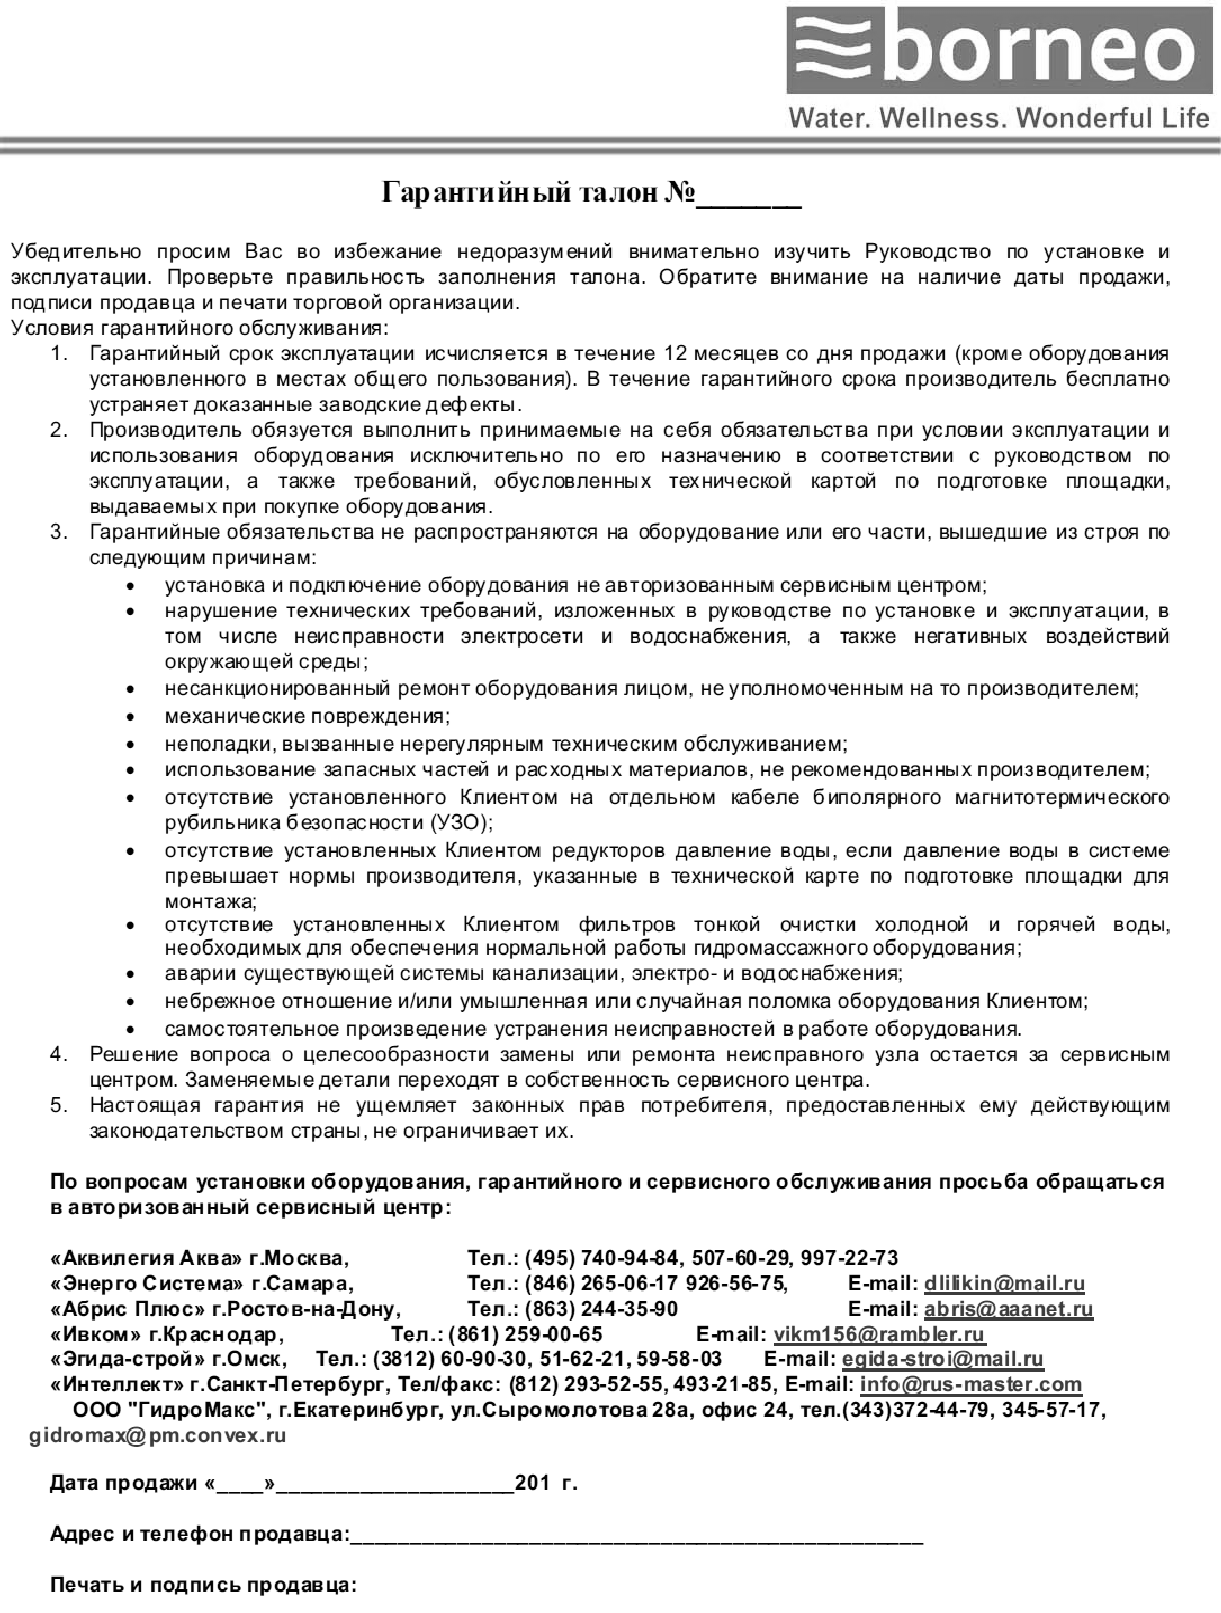 borneo
Water. Wellness. Wonderful Life
Гарантийный талон №_______
Убедительно просим Вас во избежание недоразумений внимательно изучить Руководство по установке и
эксплуатации. Проверьте правильность заполнения талона. Обратите внимание на наличие даты продажи,
подписи продавца и печати торговой организации.
Условия гарантийного обслуживания:
1. Гарантийный срок эксплуатации исчисляется в течение 12 месяцев со дня продажи (кроме оборудования
установленного в местах общего пользования). В течение гарантийного срока производитель бесплатно
устраняет доказанные заводские дефекты.
2. Производитель обязуется выполнить принимаемые на себя обязательства при условии эксплуатации и
использования оборудования исключительно по его назначению в соответствии с руководством по
эксплуатации, а также требований, обусловленных технической картой по подготовке площадки,
выдаваемых при покупке оборудования.
3. Гарантийные обязательства не распространяются на оборудование или его части, вышедшие из строя по
следующим причинам:
• установка и подключение оборудования не авторизованным сервисным центром;
• нарушение технических требований, изложенных в руководстве по установке и эксплуатации, в
том числе неисправности электросети и водоснабжения, а также негативных воздействий
окружающей среды;
• несанкционированный ремонт оборудования лицом, не уполномоченным на то производителем;
• механические повреждения;
• неполадки, вызванные нерегулярным техническим обслуживанием;
• использование запасных частей и расходных материалов, не рекомендованных производителем;
• отсутствие установленного Клиентом на отдельном кабеле биполярного магнитотермического
рубильника безопасности (УЗО);
• отсутствие установленных Клиентом редукторов давление воды, если давление воды в системе
превышает нормы производителя, указанные в технической карте по подготовке площадки для
монтажа;
• отсутствие установленных Клиентом фильтров тонкой очистки холодной и горячей воды,
необходимых для обеспечения нормальной работы гидромассажного оборудования;
• аварии существующей системы канализации, электро- и водоснабжения;
• небрежное отношение и/или умышленная или случайная поломка оборудования Клиентом;
• самостоятельное произведение устранения неисправностей в работе оборудования.
4. Решение вопроса о целесообразности замены или ремонта неисправного узла остается за сервисным
центром. Заменяемые детали переходят в собственность сервисного центра.
5. Настоящая гарантия не ущемляет законных прав потребителя, предоставленных ему действующим
законодательством страны, не ограничивает их.
По вопросам установки оборудования, гарантийного и сервисного обслуживания просьба обращаться
в авторизованный сервисный центр:
«Аквилегия Аква» г.Москва, Тел.: (495) 740-94-84, 507-60-29, 997-22-73
«Энерго Система» г.Самара, Тел.: (846) 265-06-17 926-56-75, E-mail: dlilikin@mail.ru
«Абрис Плюс» г.Ростов-на-Дону, Тел.: (863) 244-35-90 E-mail: abris@aaanet.ru
«Ивком» г.Краснодар, Тел.: (861) 259-00-65 E-mail: vikm156@rambler.ru
«Эгида-строй» г.Омск, Тел.: (3812) 60-90-30, 51-62-21, 59-58-03 E-mail: egida-stroi@mail.ru
«Интеллект» г.Санкт-Петербург, Тел/факс: (812) 293-52-55, 493-21-85, E-mail: info@rus-master.com
ООО "ГидроМакс", г.Екатеринбург, ул.Сыромолотова 28а, офис 24, тел.(343)372-44-79, 345-57-17,
gidromax@pm.convex.ru
Дата продажи «____»____________________201 г.
Адрес и телефон продавца:________________________________________________
Печать и подпись продавца: